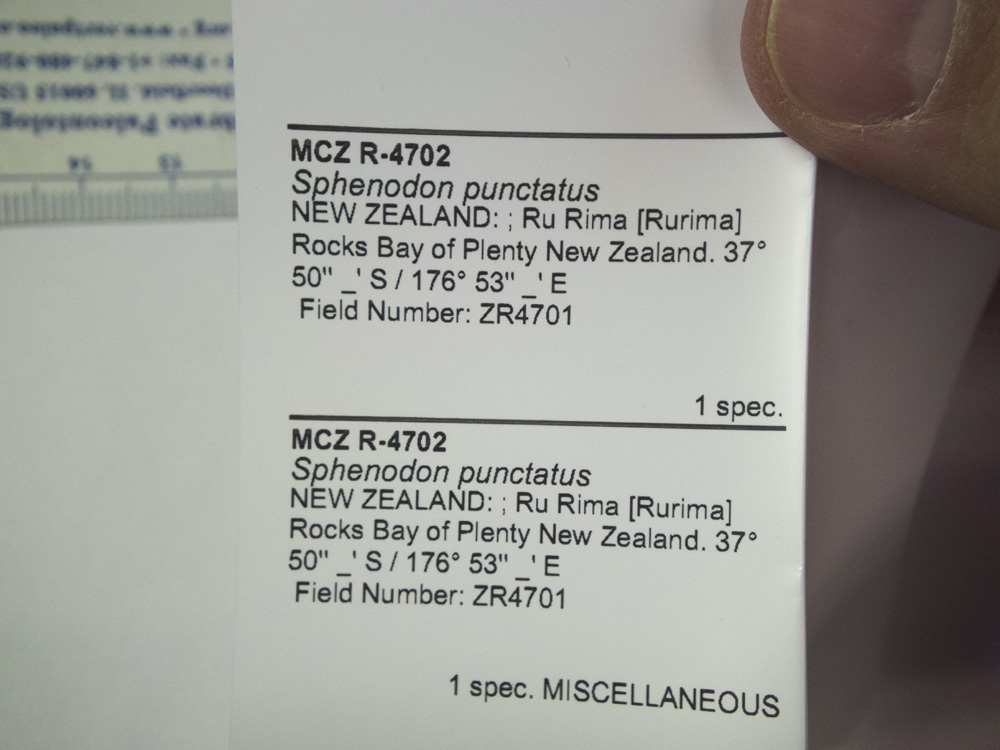 MCZ R-4702
Sphenodon punctatus
NEW ZEALAND: ; Ru Rima [Rurima]
Rocks Bay of Plenty New Zealand. 37°
50" _' S / 176° 53" _' E
Field Number: ZR4701
1 spec.
MCZ R-4702
Sphenodon punctatus
NEW ZEALAND: ; Ru Rima [Rurima]
Rocks Bay of Plenty New Zealand. 37°
50" _' S / 176° 53" _' E
Field Number: ZR4701
1 spec. MISCELLANEOUS